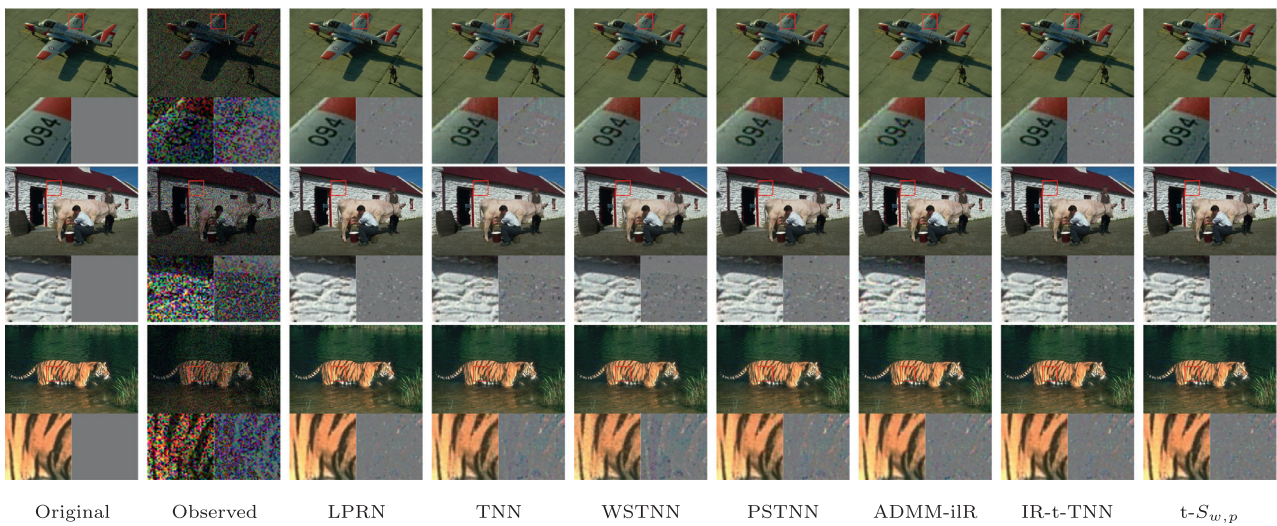 094 094 094 094 094 094 094 094
Original Observed LPRN TNN WSTNN PSTNN ADMM-ilR IR-t-TNN t-$S_{w,p}$